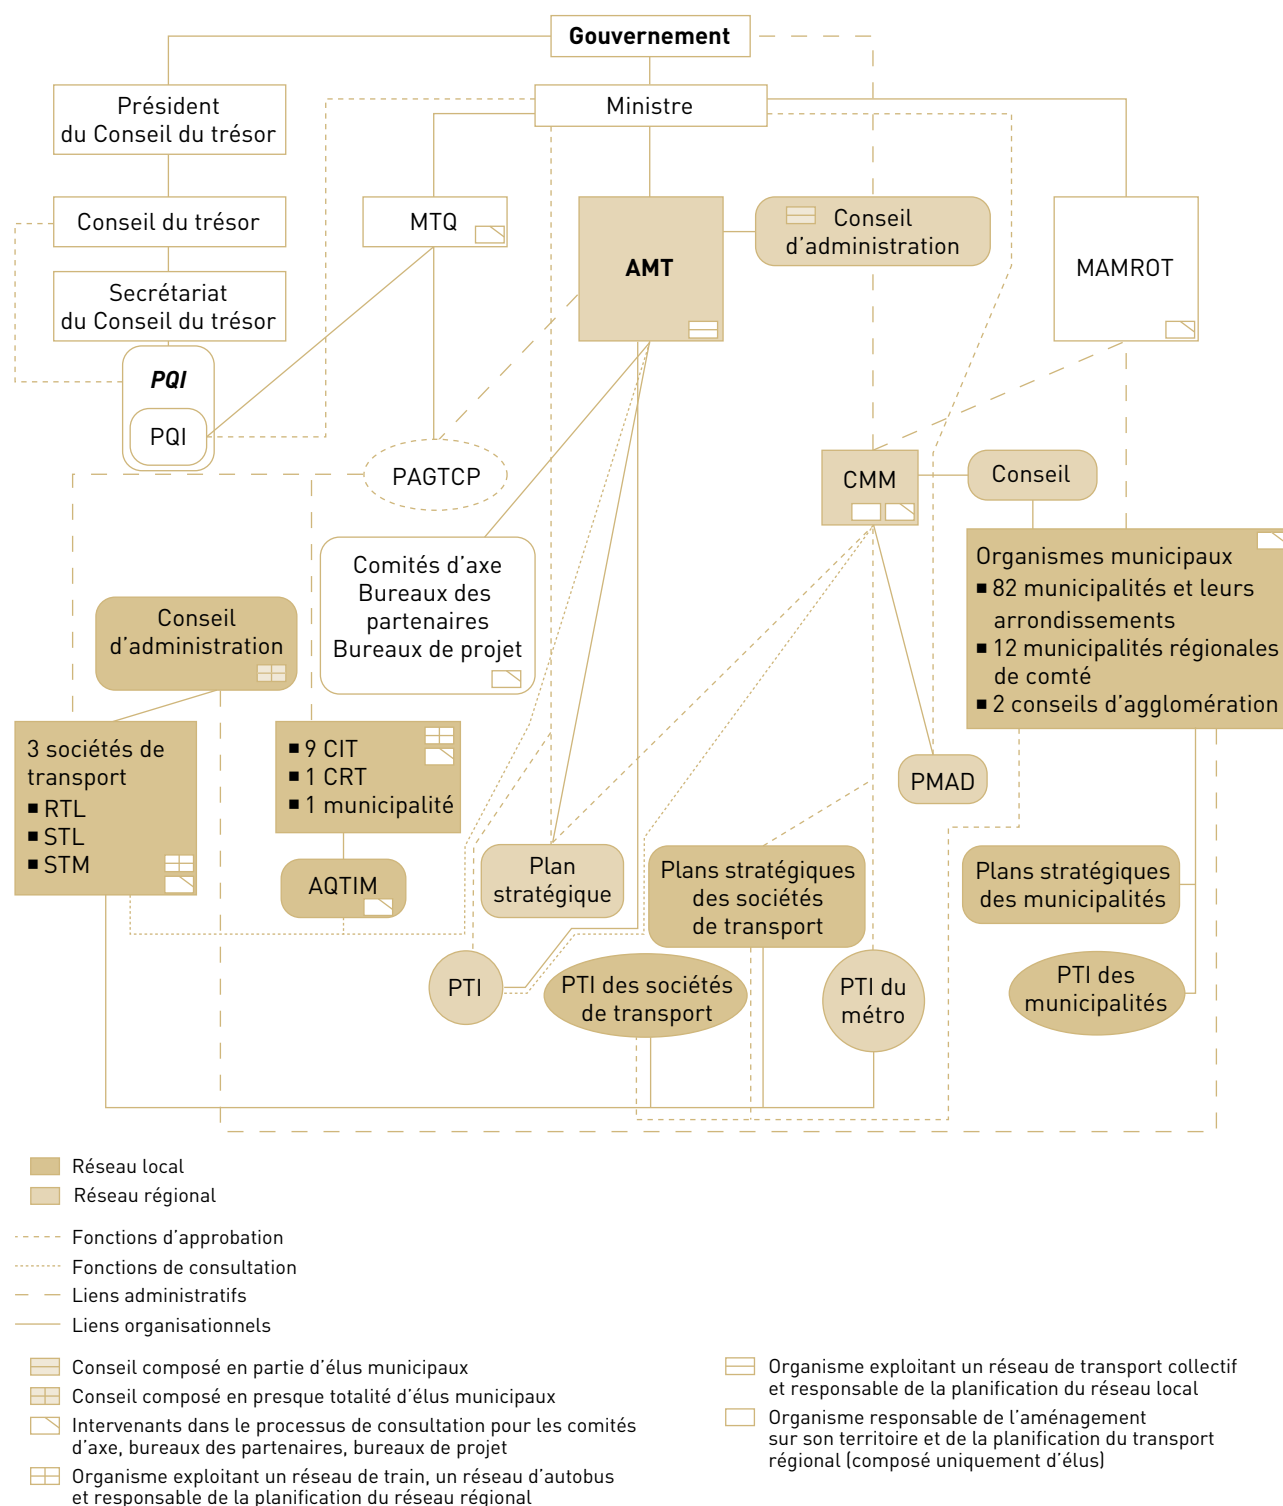 Gouvernement
Président
du Conseil du trésor
Ministre
Conseil du trésor
MTQ
AMT
Conseil
d'administration
MAMROT
Secrétariat
du Conseil du trésor
PQI
PQI
PAGTCP
CMM
Conseil
Comités d'axe
Bureaux des
partenaires
Bureaux de projet
Organismes municipaux
■ 82 municipalités et leurs
arrondissements
■ 12 municipalités régionales
de comté
■ 2 conseils d'agglomération
Conseil
d'administration
3 sociétés de
transport
■ RTL
■ STL
■ STM
■ 9 CIT
■ 1 CRT
■ 1 municipalité
AQTIM
PMAD
Plan
stratégique
Plans stratégiques
des sociétés
de transport
Plans stratégiques
des municipalités
PTI
PTI des sociétés
de transport
PTI du
métro
PTI des
municipalités
Réseau local
Réseau régional
Fonctions d'approbation
Fonctions de consultation
Liens administratifs
Liens organisationnels
Conseil composé en partie d'élus municipaux
Conseil composé en presque totalité d'élus municipaux
Intervenants dans le processus de consultation pour les comités
d'axe, bureaux des partenaires, bureaux de projet
Organisme exploitant un réseau de train, un réseau d'autobus
et responsable de la planification du réseau régional
Organisme exploitant un réseau de transport collectif
et responsable de la planification du réseau local
Organisme responsable de l'aménagement
sur son territoire et de la planification du transport
régional (composé uniquement d'élus)